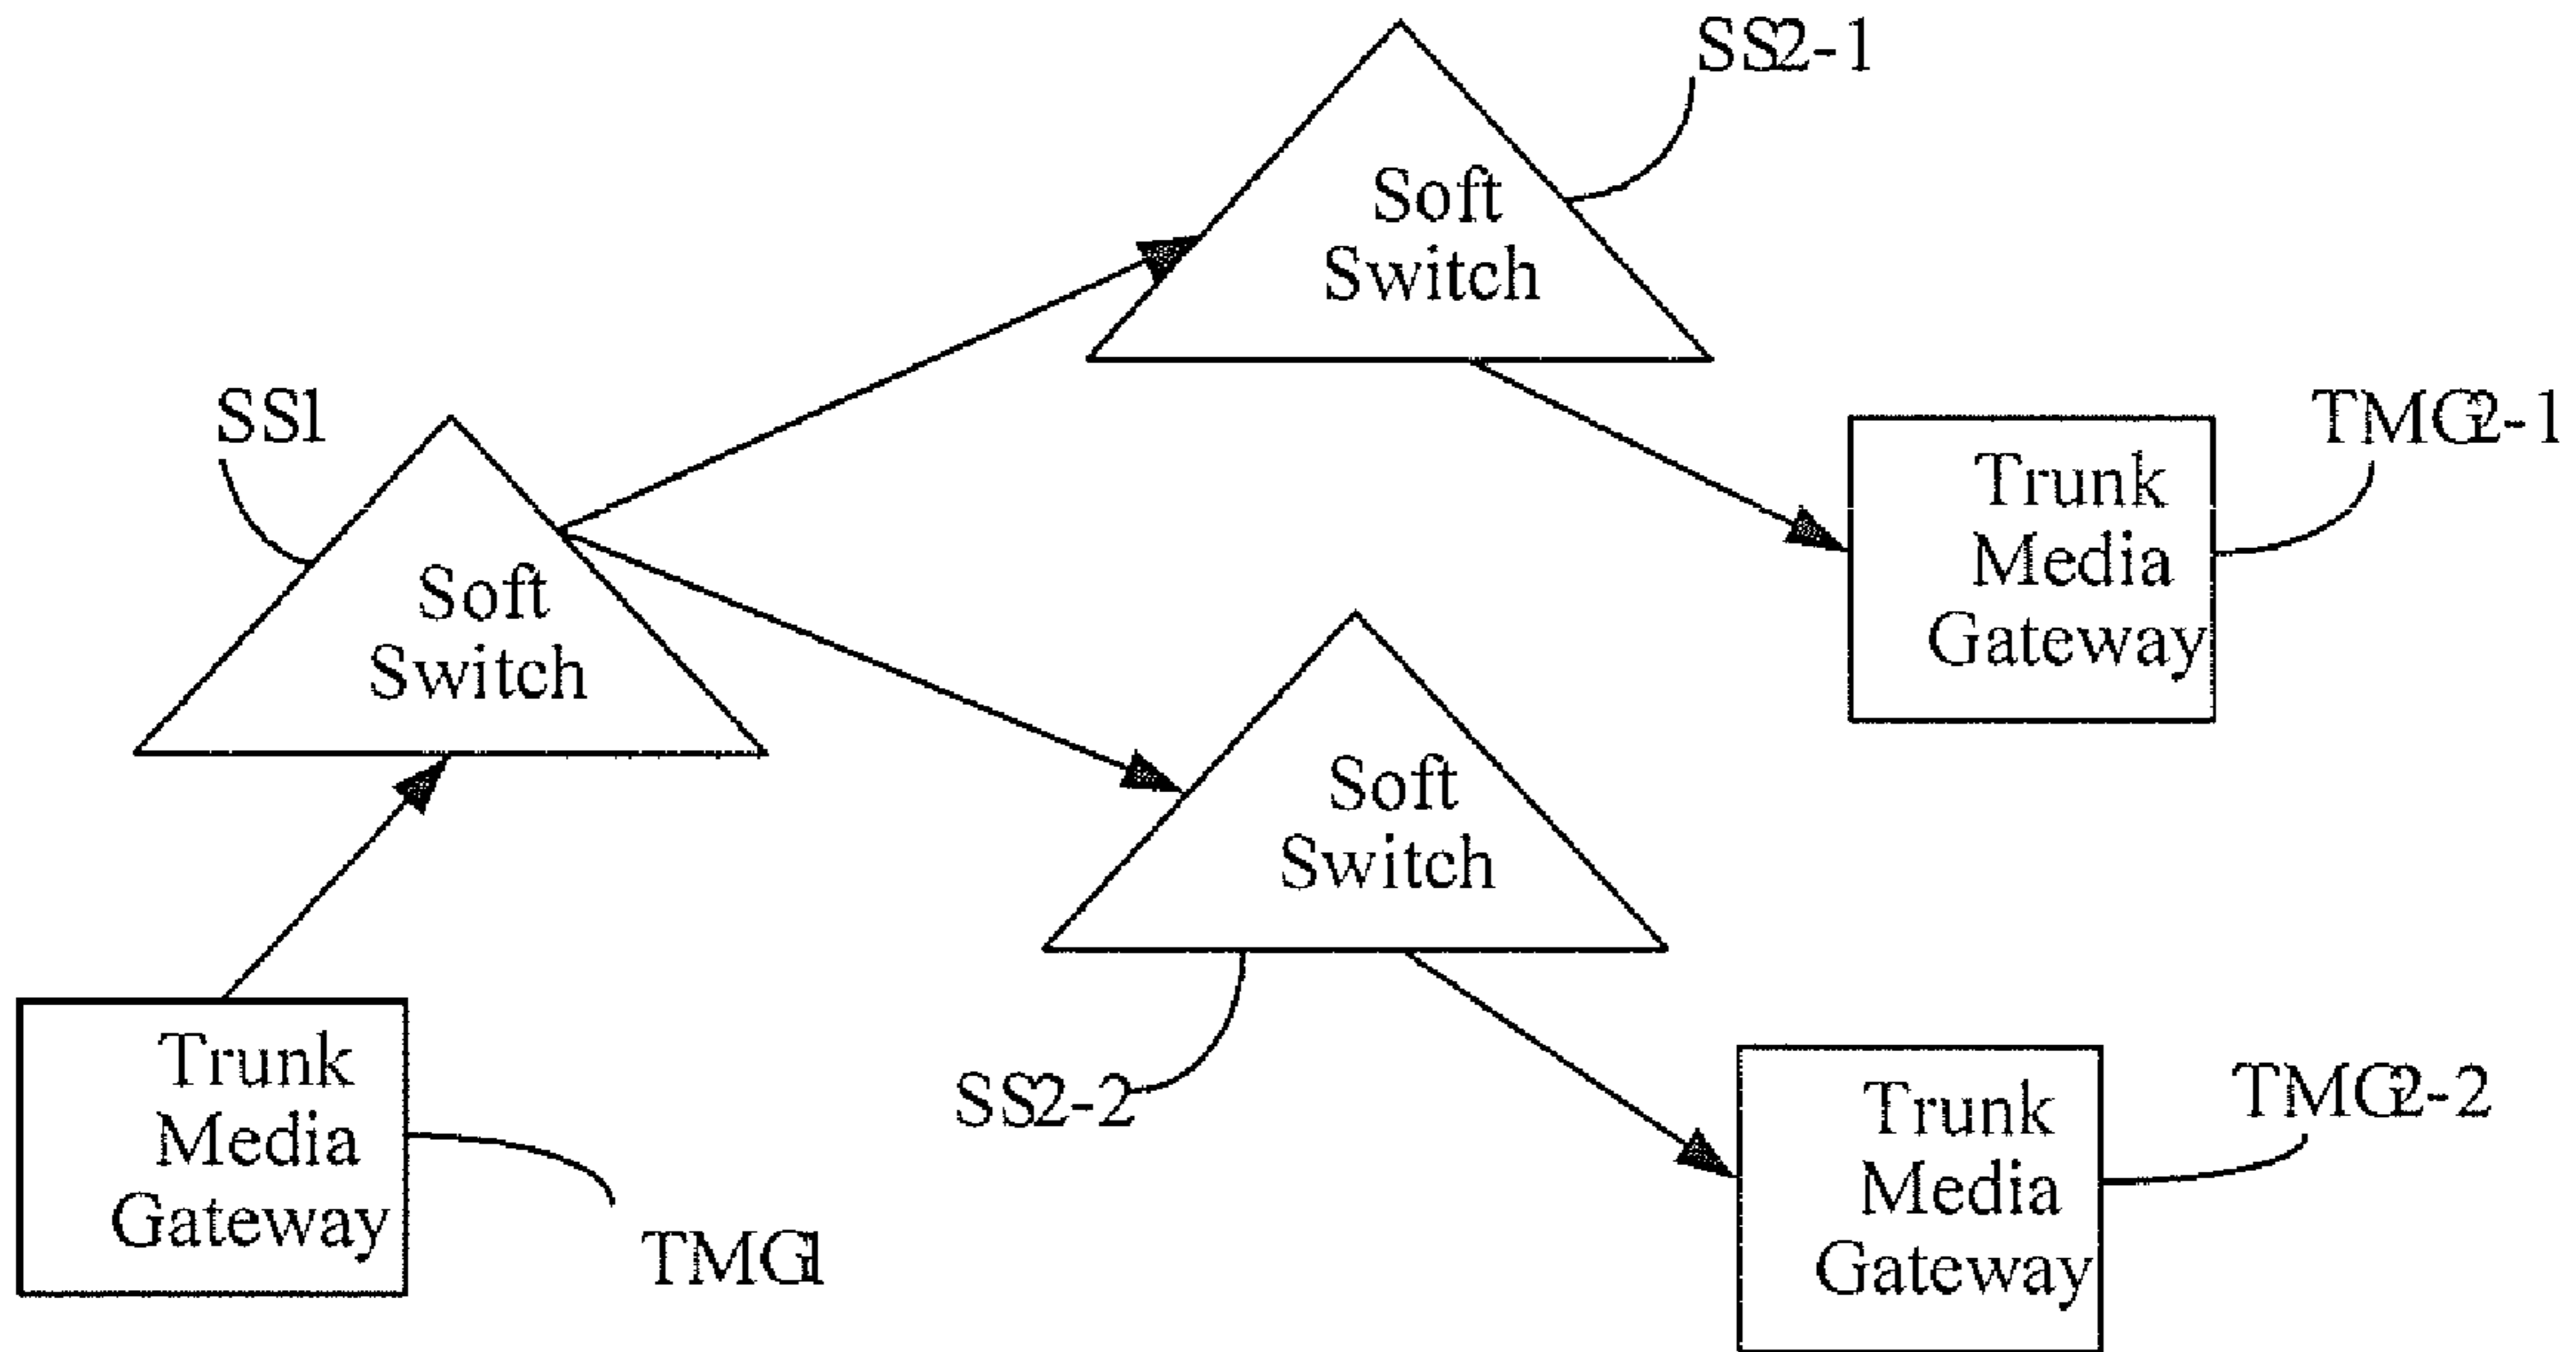 SS2-1
Soft
Switch
SS1
Soft
Switch
TMG2-1
Trunk
Media
Gateway
Soft
Switch
SS2-2
Trunk
Media
Gateway
TMG1
Trunk
Media
Gateway
TMG2-2